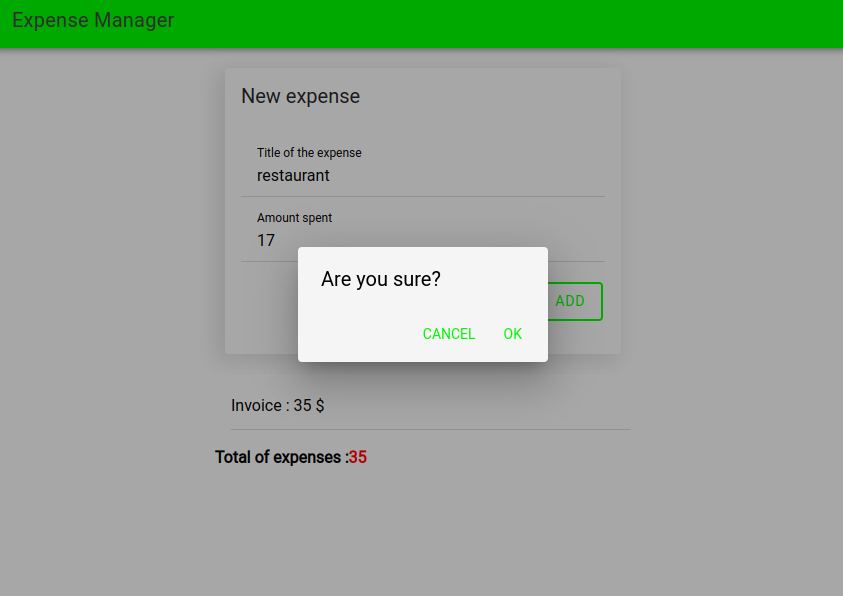 Expense Manager
New expense
Title of the expense
restaurant
Amount spent
17
Are you sure?
ADD
CANCEL OK
Invoice : 35 $
Total of expenses :35